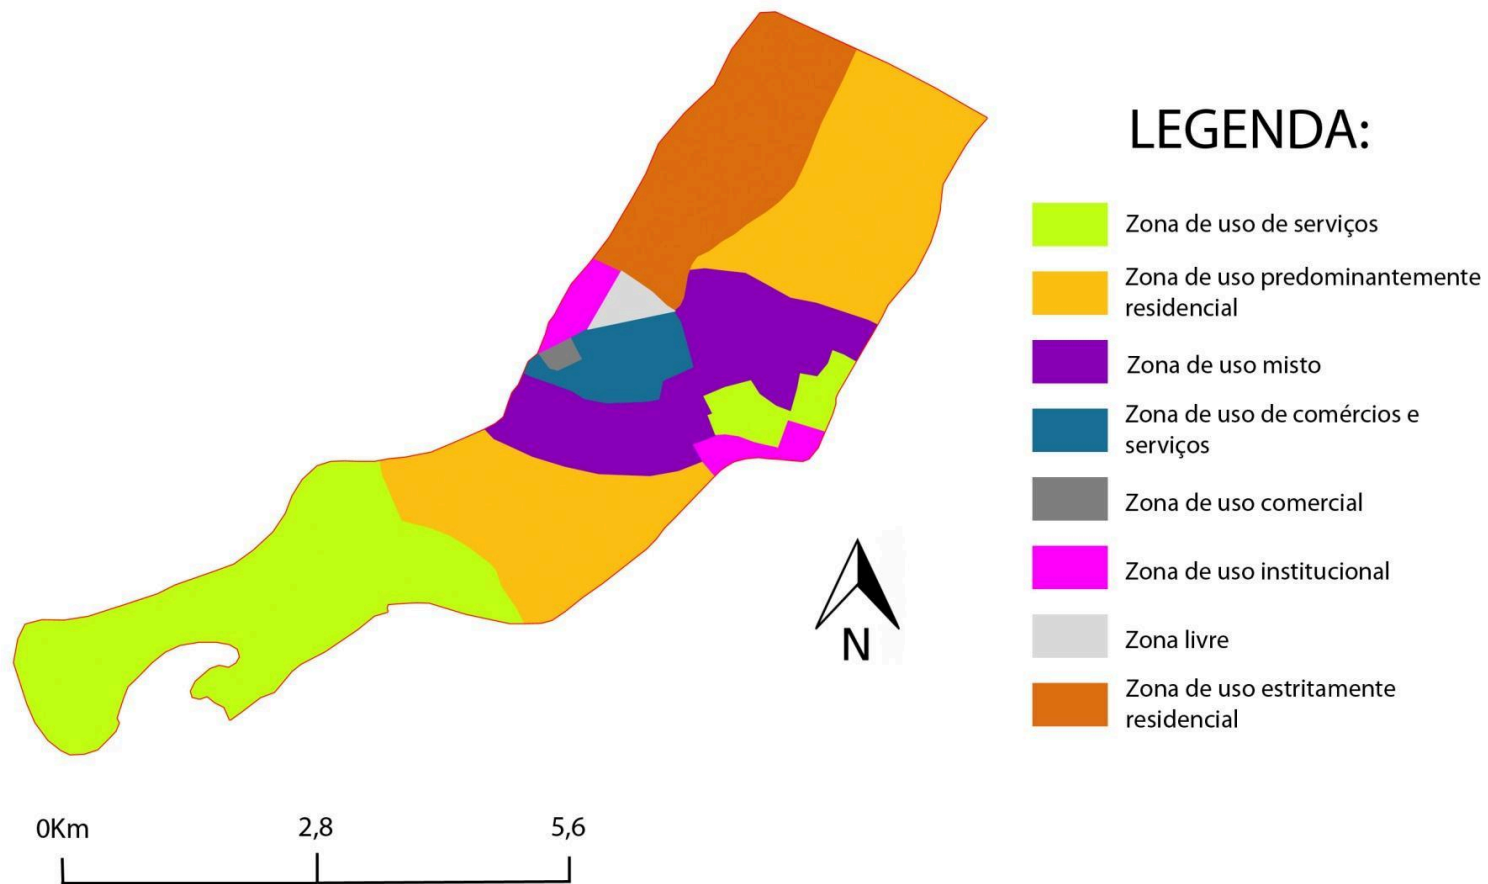 LEGENDA:
Zona de uso de serviços
Zona de uso predominantemente
residencial
Zona de uso misto
Zona de uso de comércios e
serviços
Zona de uso comercial
Zona de uso institucional
Zona livre
Zona de uso estritamente
residencial
N
0Km 2,8 5,6